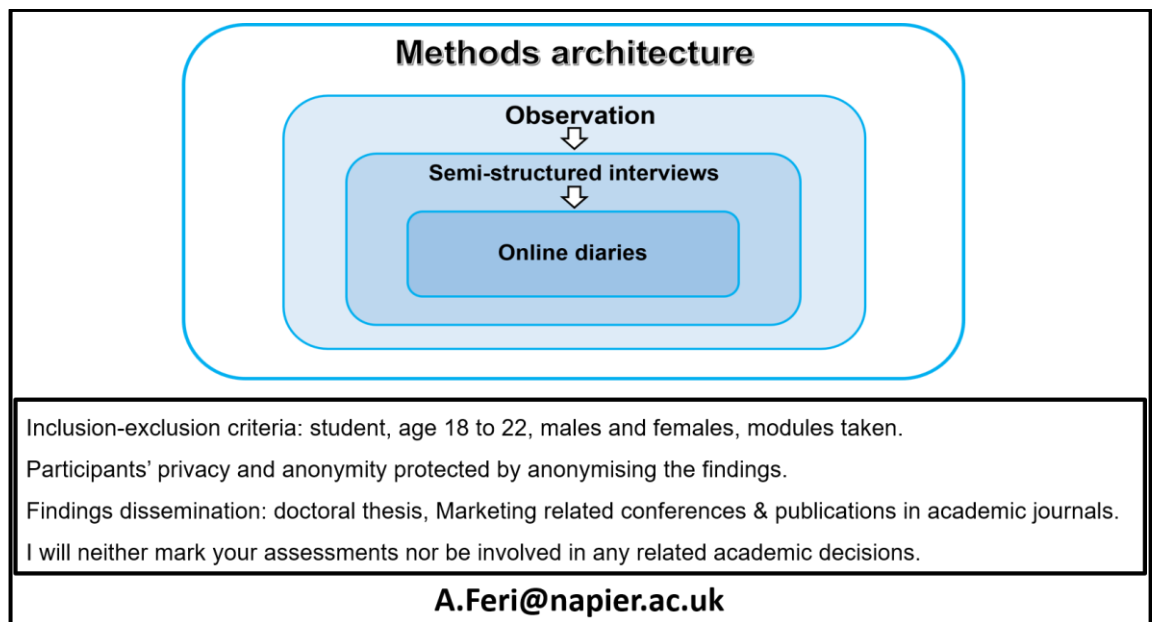 Methods architecture
Observation
Semi-structured interviews
Online diaries
Inclusion-exclusion criteria: student, age 18 to 22, males and females, modules taken.
Participants’ privacy and anonymity protected by anonymising the findings.
Findings dissemination: doctoral thesis, Marketing related conferences & publications in academic journals.
I will neither mark your assessments nor be involved in any related academic decisions.
A.Feri@napier.ac.uk